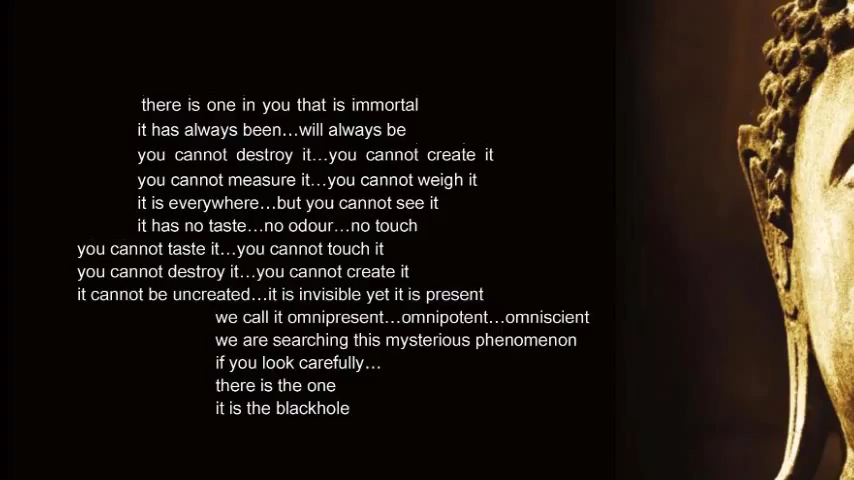 there is one in you that is immortal
it has always been...will always be
you cannot destroy it...you cannot create it
you cannot measure it...you cannot weigh it
it is everywhere...but you cannot see it
it has no taste...no odour...no touch
you cannot taste it...you cannot touch it
you cannot destroy it...you cannot create it
it cannot be uncreated...it is invisible yet it is present
we call it omnipresent...omnipotent...omniscient
we are searching this mysterious phenomenon
if you look carefully...
there is the one
it is the blackhole